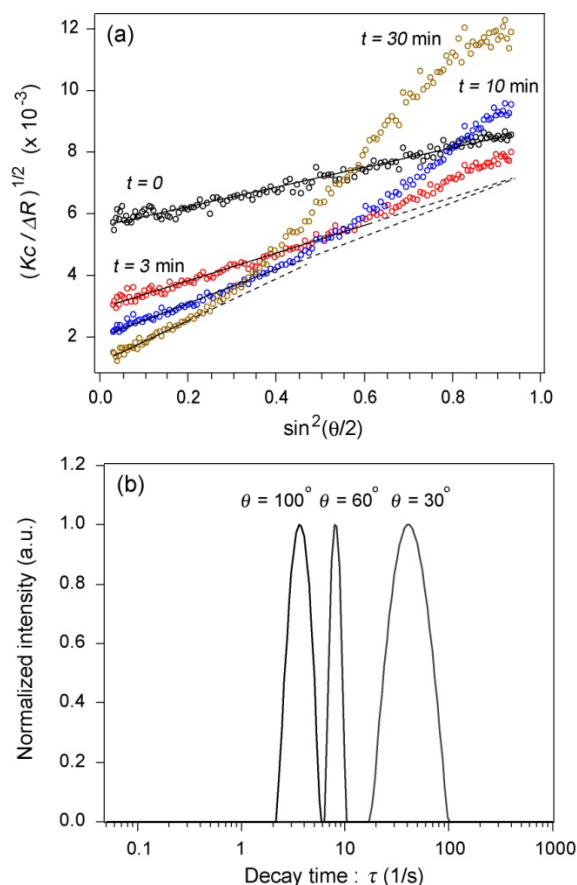 (a)
t = 30 min
t = 10 min
t = 0
t = 3 min
(Kc / ΔR)^1/2 (x 10^-3)
12
10
8
6
4
2
0.0 0.2 0.4 0.6 0.8 1.0
sin²(θ/2)
(b)
θ = 100° θ = 60° θ = 30°
Normalized intensity (a.u.)
1.2
1.0
0.8
0.6
0.4
0.2
0.0
0.1 1 10 100 1000
Decay time : τ (1/s)